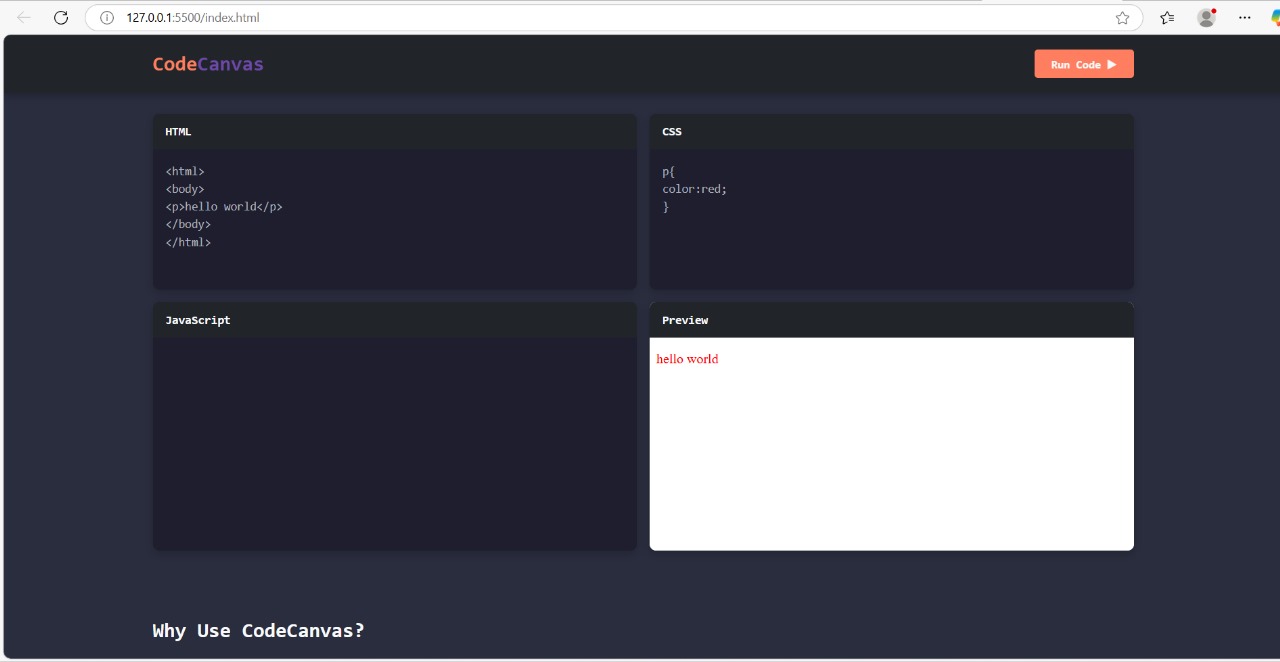 127.0.0.1:5500/index.html
CodeCanvas
Run Code ▶
HTML
<html>
<body>
<p>hello world</p>
</body>
</html>
CSS
p{
color:red;
}
JavaScript
Preview
hello world
Why Use CodeCanvas?